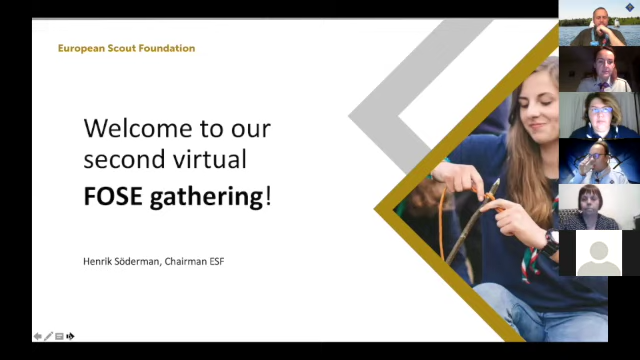 European Scout Foundation
Welcome to our
second virtual
FOSE gathering!
Henrik Söderman, Chairman ESF